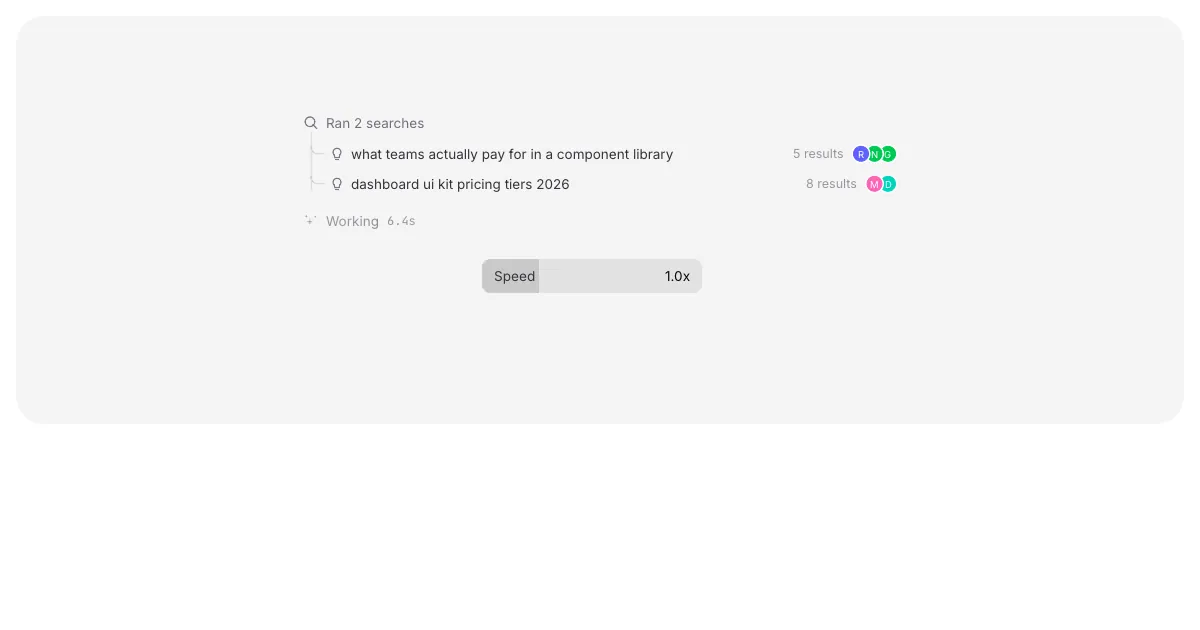 Ran 2 searches
what teams actually pay for in a component library 5 results R N G
dashboard ui kit pricing tiers 2026 8 results M D
Working 6.4s
Speed 1.0x